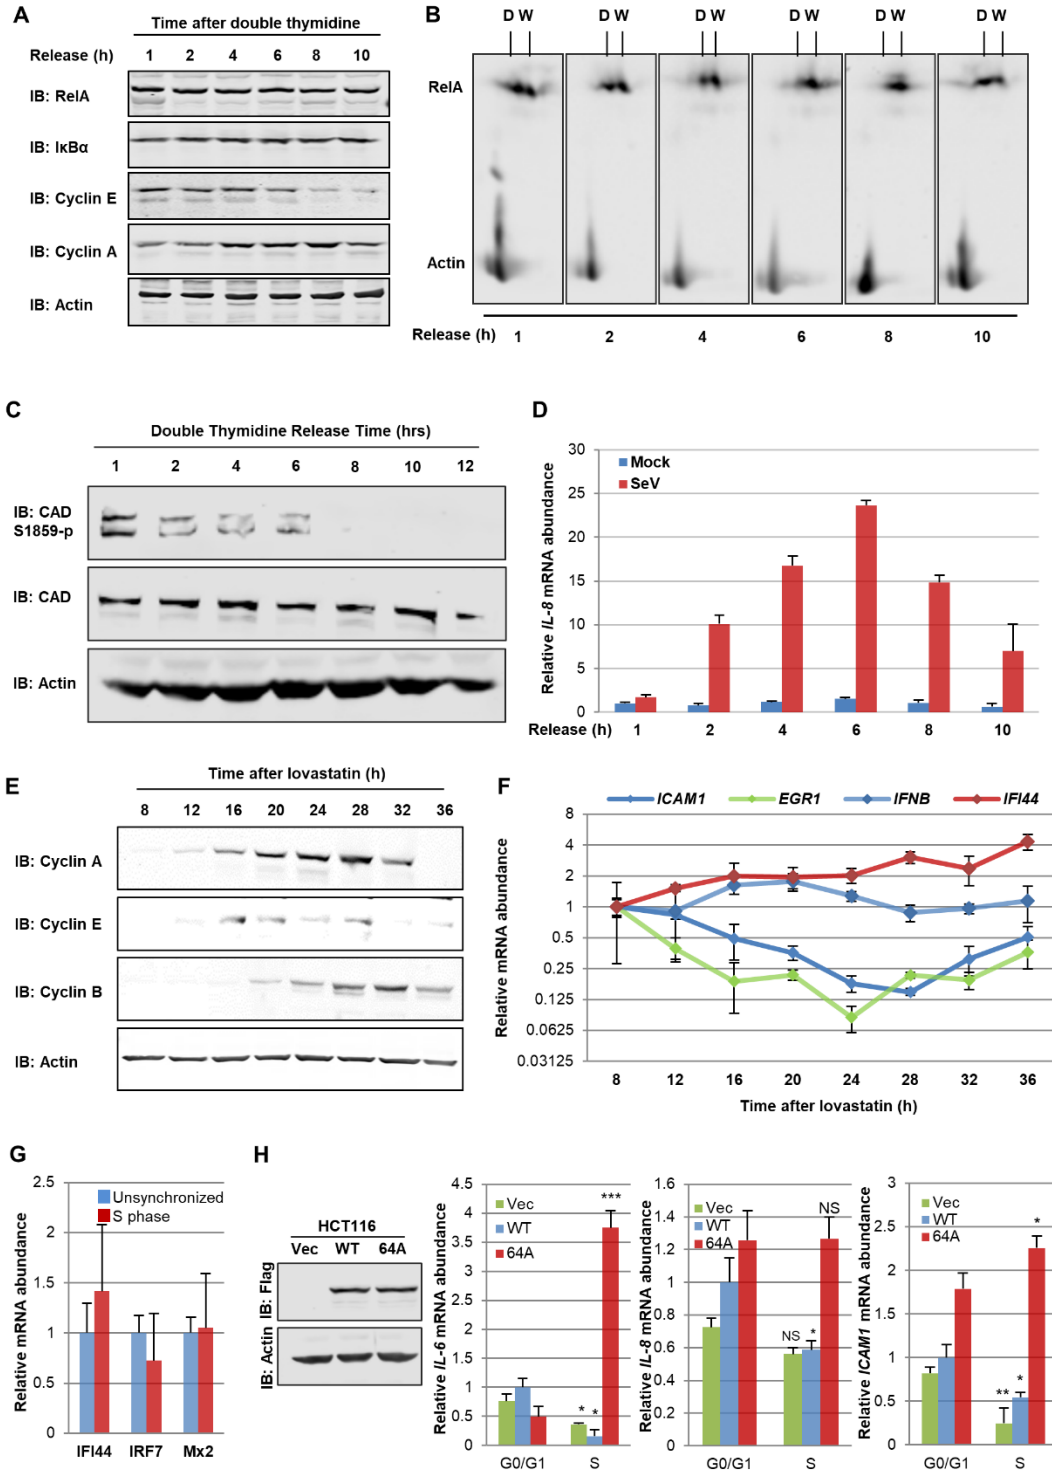 A
Time after double thymidine
Release (h) 1 2 4 6 8 10
IB: RelA
IB: IκBα
IB: Cyclin E
IB: Cyclin A
IB: Actin
B
D W D W D W D W D W D W
RelA
Actin
Release (h) 1 2 4 6 8 10
C
Double Thymidine Release Time (hrs)
1 2 4 6 8 10 12
IB: CAD
S1859-p
IB: CAD
IB: Actin
D
Relative IL-8 mRNA abundance
30
25
20
15
10
5
0
Mock
SeV
Release (h) 1 2 4 6 8 10
E
Time after lovastatin (h)
8 12 16 20 24 28 32 36
IB: Cyclin A
IB: Cyclin E
IB: Cyclin B
IB: Actin
F
ICAM1 EGR1 IFNB IFI44
Relative mRNA abundance
8
4
2
1
0.5
0.25
0.125
0.0625
0.03125
8 12 16 20 24 28 32 36
Time after lovastatin (h)
G
Relative mRNA abundance
2.5
2
1.5
1
0.5
0
Unsynchronized
S phase
IFI44 IRF7 Mx2
H
HCT116
Vec WT 64A
IB: Flag
IB: Actin
Relative IL-6 mRNA abundance
4.5
4
3.5
3
2.5
2
1.5
1
0.5
0
Vec
WT
64A
* * ***
G0/G1 S
Relative IL-8 mRNA abundance
1.6
1.4
1.2
1
0.8
0.6
0.4
0.2
0
Vec
WT
64A
NS * NS
G0/G1 S
Relative ICAM1 mRNA abundance
3
2.5
2
1.5
1
0.5
0
Vec
WT
64A
** * *
G0/G1 S